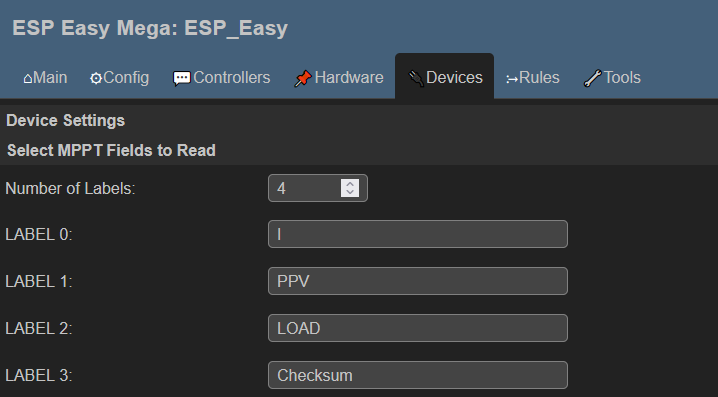 ESP Easy Mega: ESP_Easy
Main Config Controllers Hardware Devices Rules Tools
Device Settings
Select MPPT Fields to Read
Number of Labels: 4
LABEL 0: I
LABEL 1: PPV
LABEL 2: LOAD
LABEL 3: Checksum